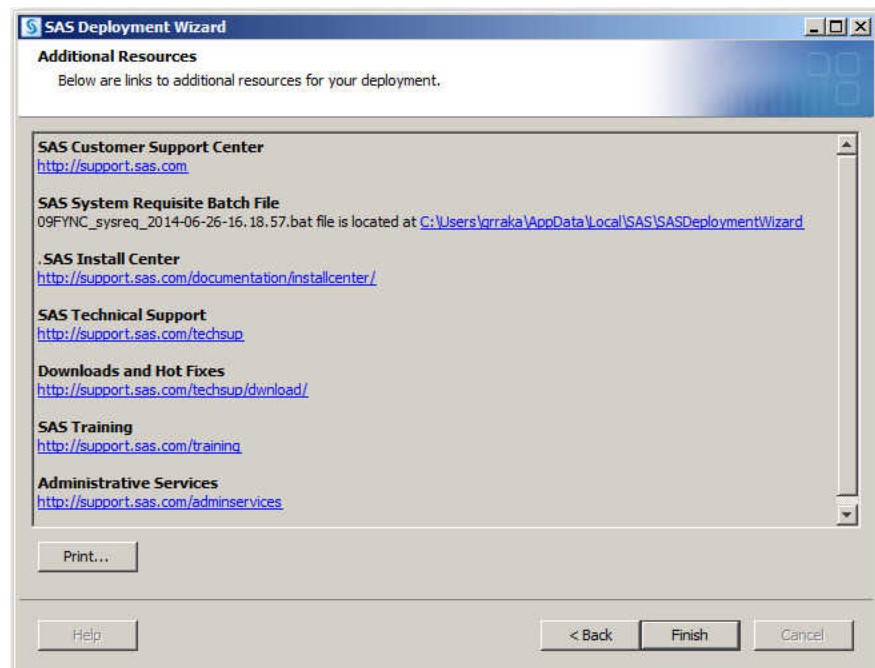 SAS Deployment Wizard
Additional Resources
Below are links to additional resources for your deployment.
SAS Customer Support Center
http://support.sas.com
SAS System Requisite Batch File
09FYNC_sysreq_2014-06-26-16.18.57.bat file is located at C:\Users\grraka\AppData\Local\SAS\SASDeploymentWizard
.SAS Install Center
http://support.sas.com/documentation/installcenter/
SAS Technical Support
http://support.sas.com/techsup
Downloads and Hot Fixes
http://support.sas.com/techsup/dwnload/
SAS Training
http://support.sas.com/training
Administrative Services
http://support.sas.com/adminservices
Print...
Help
< Back
Finish
Cancel